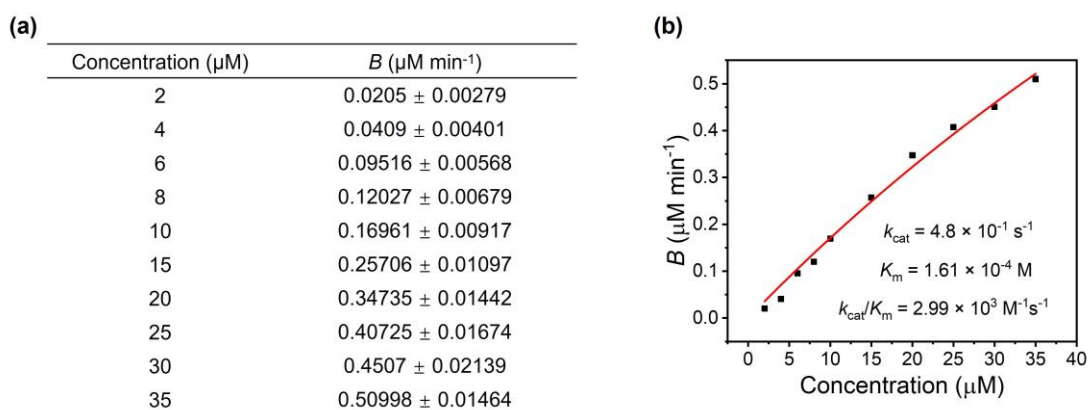 (a)
Concentration (μM) B (μM min⁻¹)
2 0.0205 ± 0.00279
4 0.0409 ± 0.00401
6 0.09516 ± 0.00568
8 0.12027 ± 0.00679
10 0.16961 ± 0.00917
15 0.25706 ± 0.01097
20 0.34735 ± 0.01442
25 0.40725 ± 0.01674
30 0.4507 ± 0.02139
35 0.50998 ± 0.01464
(b)
B (μM min⁻¹)
0.5
0.4
0.3
0.2
0.1
0.0
k_cat = 4.8 × 10⁻¹ s⁻¹
K_m = 1.61 × 10⁻⁴ M
k_cat/K_m = 2.99 × 10³ M⁻¹s⁻¹
0 5 10 15 20 25 30 35 40
Concentration (μM)